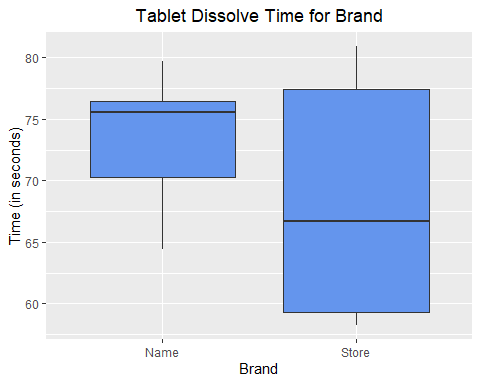 Tablet Dissolve Time for Brand
Time (in seconds)
80
75
70
65
60
Name Store
Brand